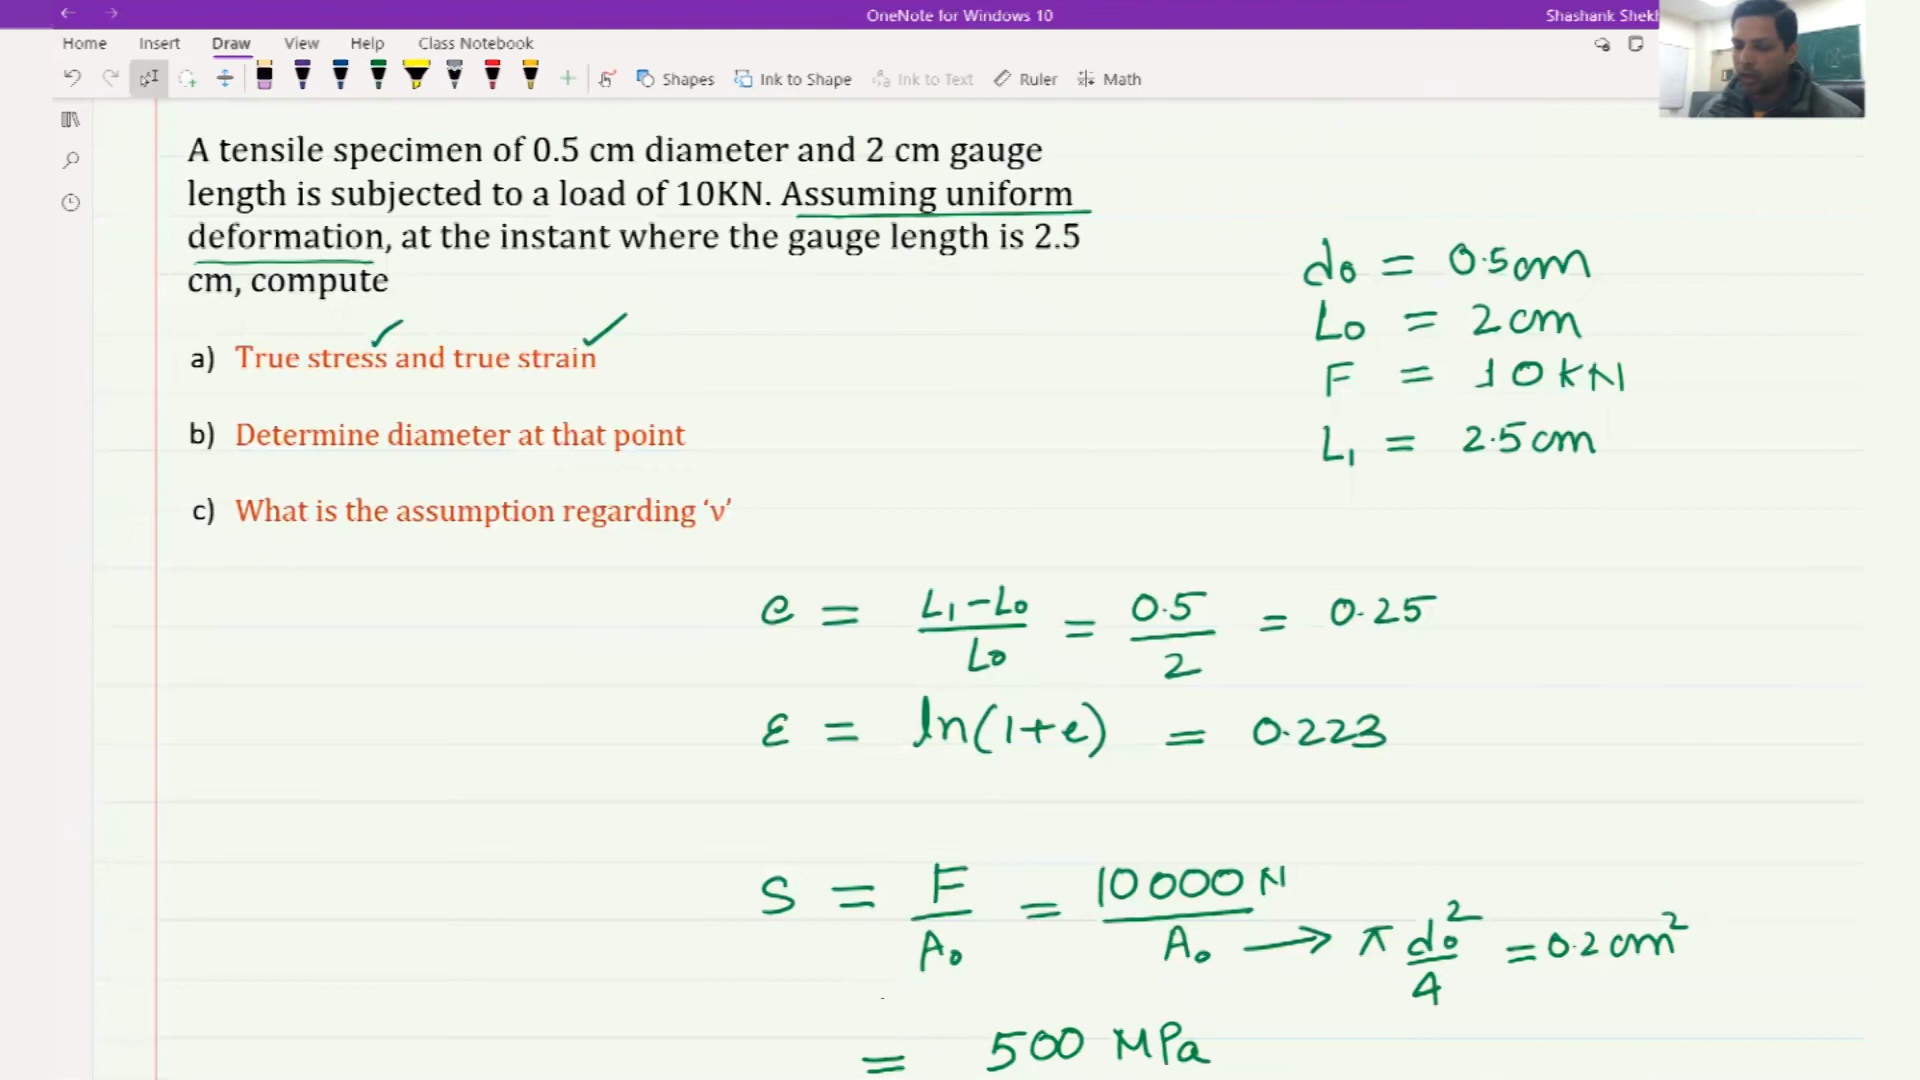 OneNote for Windows 10
Shashank Shekh
Home Insert Draw View Help Class Notebook
Shapes Ink to Shape Ink to Text Ruler Math
A tensile specimen of 0.5 cm diameter and 2 cm gauge
length is subjected to a load of 10KN. Assuming uniform
deformation, at the instant where the gauge length is 2.5
cm, compute
a) True stress and true strain
b) Determine diameter at that point
c) What is the assumption regarding ‘ν’
d₀ = 0.5cm
L₀ = 2cm
F = 10KN
L₁ = 2.5cm
e = (L₁-L₀)/L₀ = 0.5/2 = 0.25
ε = ln(1+e) = 0.223
S = F/A₀ = 10000N/A₀ → π d₀²/4 = 0.2cm²
= 500 MPa